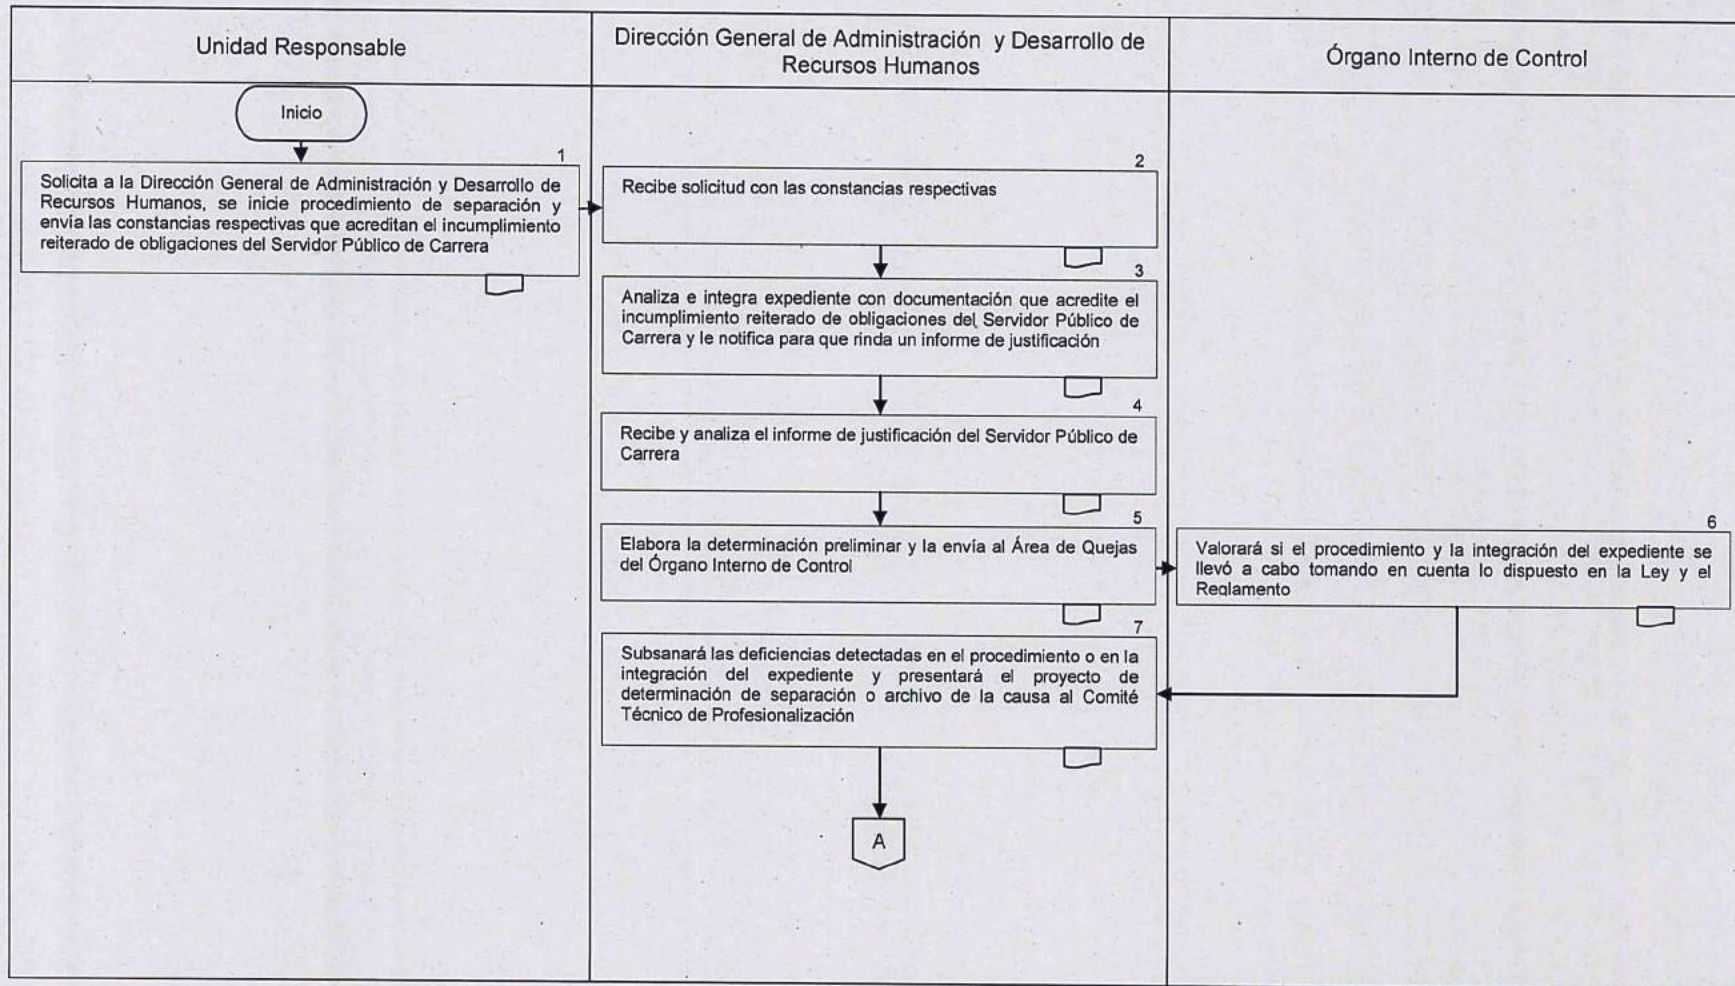 Unidad Responsable
Dirección General de Administración y Desarrollo de
Recursos Humanos
Órgano Interno de Control
Inicio
1
Solicita a la Dirección General de Administración y Desarrollo de
Recursos Humanos, se inicie procedimiento de separación y
envía las constancias respectivas que acreditan el incumplimiento
reiterado de obligaciones del Servidor Público de Carrera
2
Recibe solicitud con las constancias respectivas
3
Analiza e integra expediente con documentación que acredite el
incumplimiento reiterado de obligaciones del Servidor Público de
Carrera y le notifica para que rinda un informe de justificación
4
Recibe y analiza el informe de justificación del Servidor Público de
Carrera
5
Elabora la determinación preliminar y la envía al Área de Quejas
del Órgano Interno de Control
6
Valorará si el procedimiento y la integración del expediente se
llevó a cabo tomando en cuenta lo dispuesto en la Ley y el
Reglamento
7
Subsanará las deficiencias detectadas en el procedimiento o en la
integración del expediente y presentará el proyecto de
determinación de separación o archivo de la causa al Comité
Técnico de Profesionalización
A